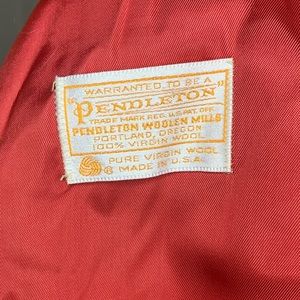 WARRANTED TO BE A
"PENDLETON"
TRADE MARK REG. U.S. PAT. OFF.
PENDLETON WOOLEN MILLS
PORTLAND, OREGON
100% VIRGIN WOOL
PURE VIRGIN WOOL
® MADE IN U.S.A.